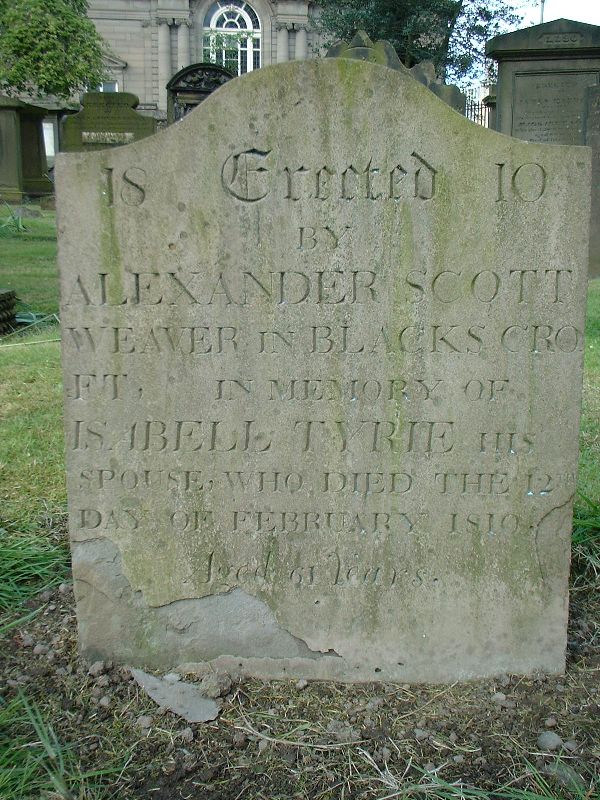 18 Erected 10
BY
ALEXANDER SCOTT
WEAVER IN BLACKS CRO
FT, IN MEMORY OF
ISABELL TYRIE HIS
SPOUSE, WHO DIED THE 12TH
DAY OF FEBRUARY 1810.
Aged 61 Years.